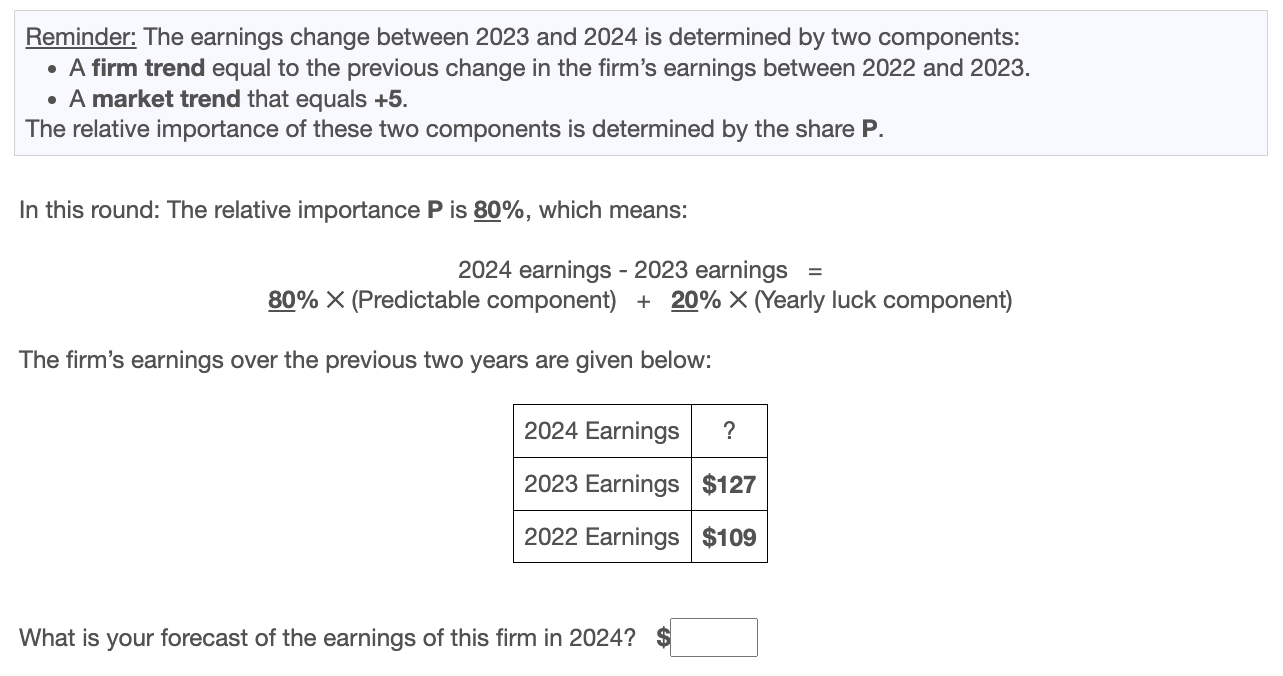 Reminder: The earnings change between 2023 and 2024 is determined by two components:
• A firm trend equal to the previous change in the firm’s earnings between 2022 and 2023.
• A market trend that equals +5.
The relative importance of these two components is determined by the share P.
In this round: The relative importance P is 80%, which means:
2024 earnings - 2023 earnings =
80% × (Predictable component) + 20% × (Yearly luck component)
The firm’s earnings over the previous two years are given below:
2024 Earnings ?
2023 Earnings $127
2022 Earnings $109
What is your forecast of the earnings of this firm in 2024? $